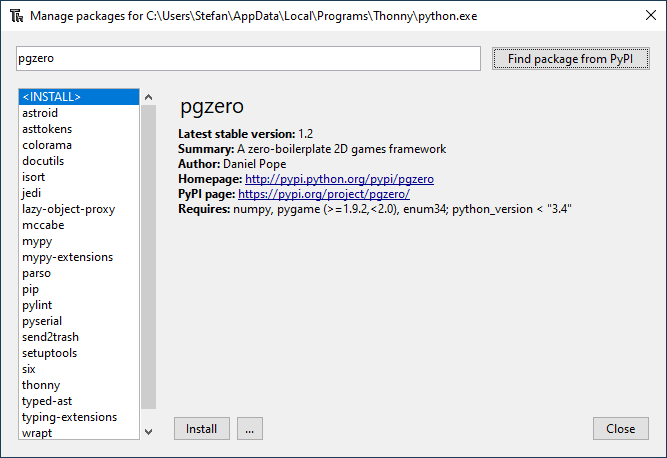 Manage packages for C:\Users\Stefan\AppData\Local\Programs\Thonny\python.exe
pgzero
Find package from PyPI
<INSTALL>
astroid
asttokens
colorama
docutils
isort
jedi
lazy-object-proxy
mccabe
mypy
mypy-extensions
parso
pip
pylint
pyserial
send2trash
setuptools
six
thonny
typed-ast
typing-extensions
wrapt
pgzero
Latest stable version: 1.2
Summary: A zero-boilerplate 2D games framework
Author: Daniel Pope
Homepage: http://pypi.python.org/pypi/pgzero
PyPI page: https://pypi.org/project/pgzero/
Requires: numpy, pygame (>=1.9.2,<2.0), enum34; python_version < "3.4"
Install
...
Close